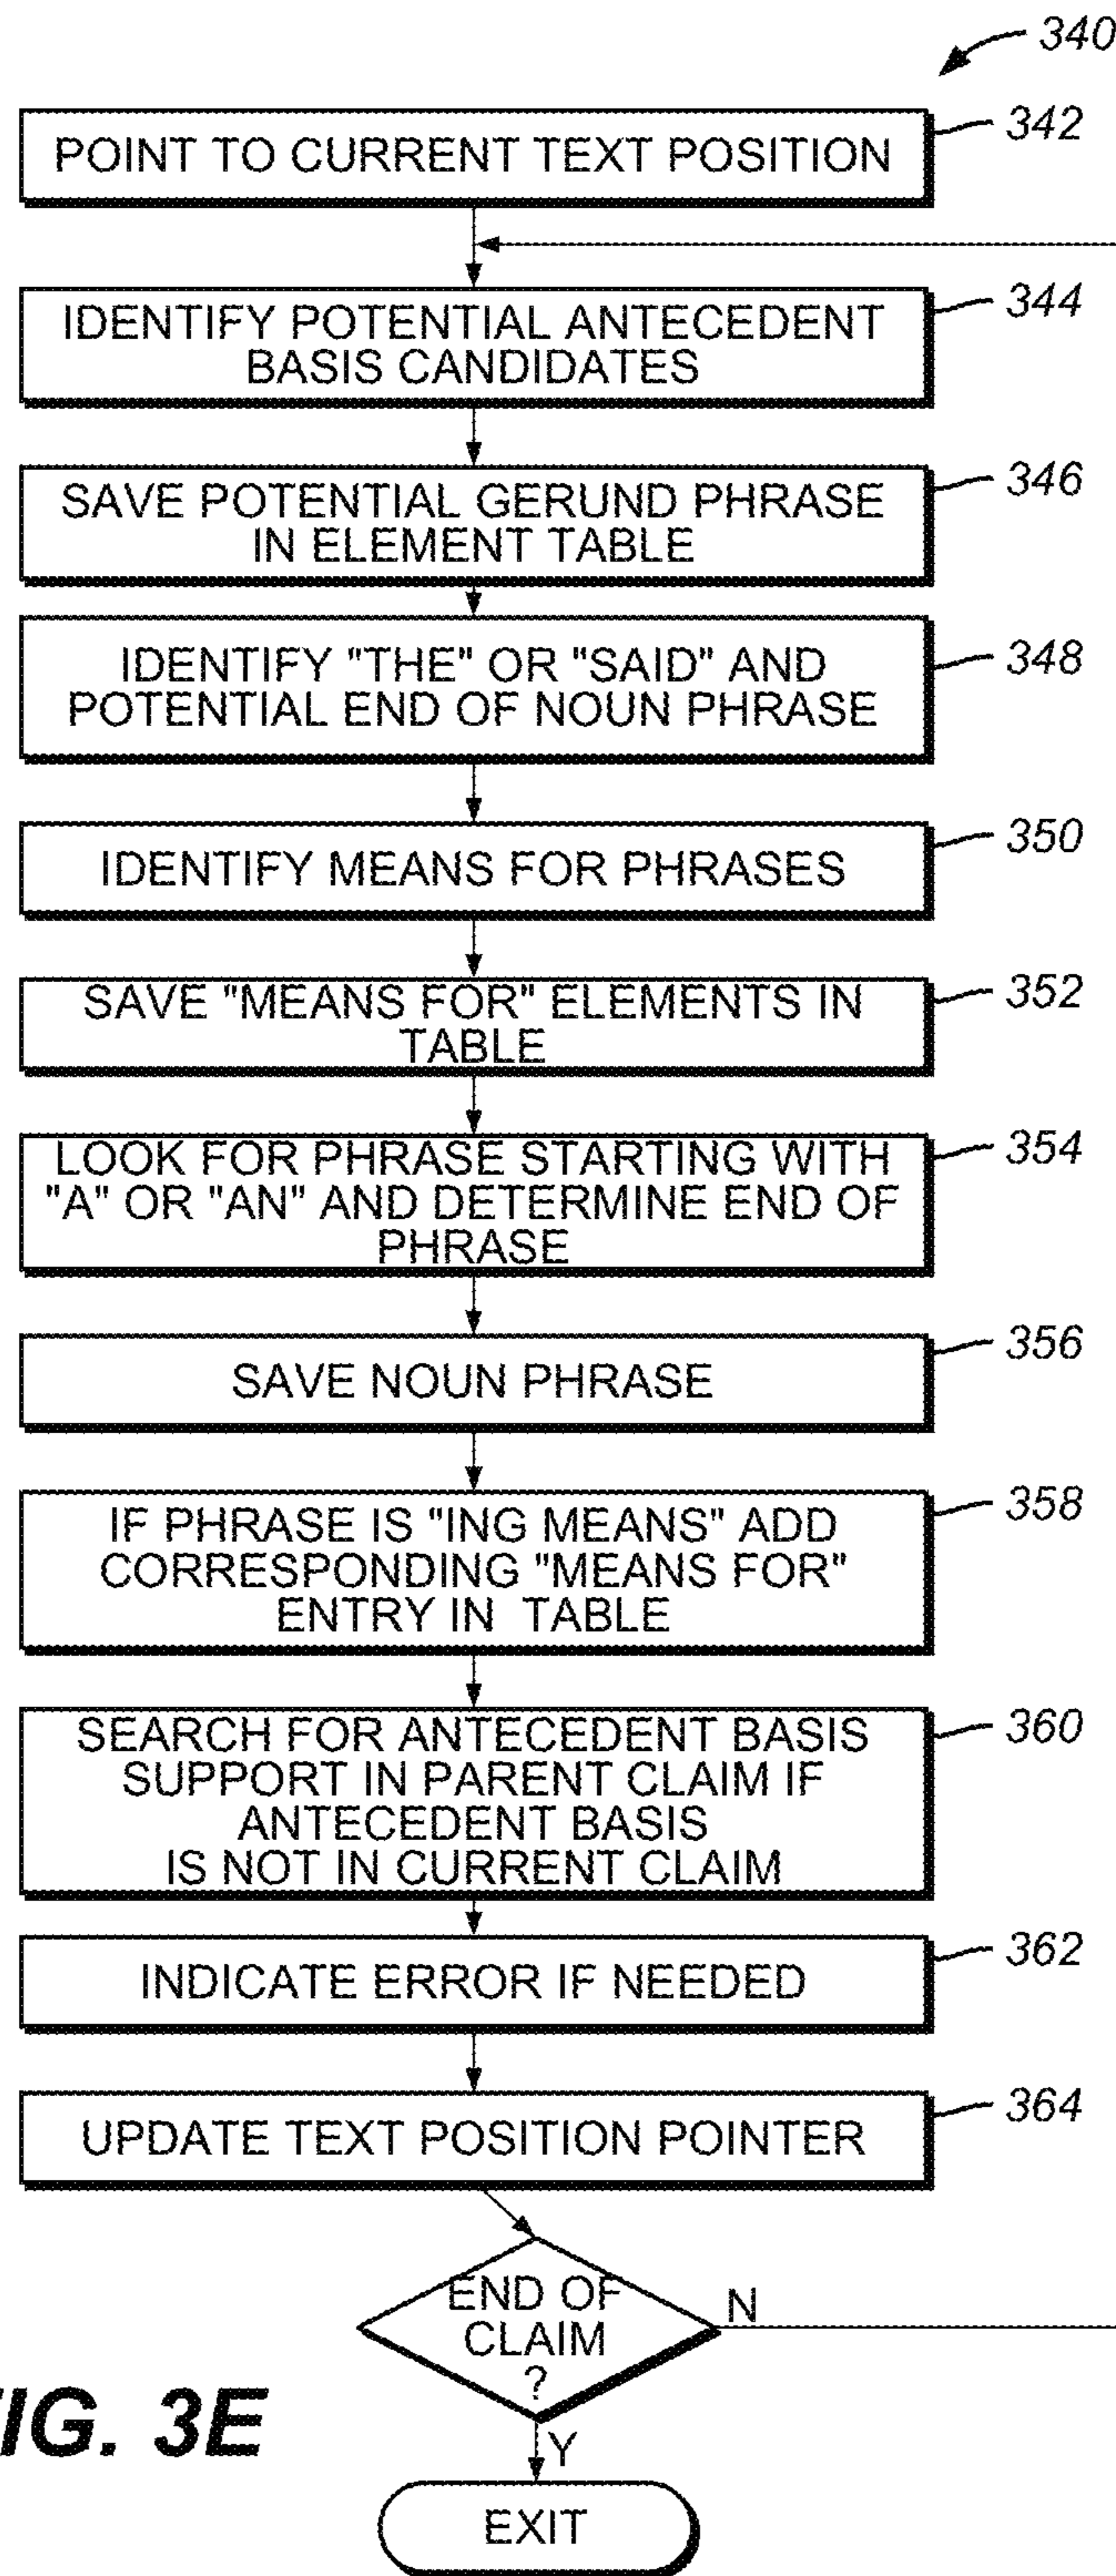 340
POINT TO CURRENT TEXT POSITION
342
IDENTIFY POTENTIAL ANTECEDENT
BASIS CANDIDATES
344
SAVE POTENTIAL GERUND PHRASE
IN ELEMENT TABLE
346
IDENTIFY "THE" OR "SAID" AND
POTENTIAL END OF NOUN PHRASE
348
IDENTIFY MEANS FOR PHRASES
350
SAVE "MEANS FOR" ELEMENTS IN
TABLE
352
LOOK FOR PHRASE STARTING WITH
"A" OR "AN" AND DETERMINE END OF
PHRASE
354
SAVE NOUN PHRASE
356
IF PHRASE IS "ING MEANS" ADD
CORRESPONDING "MEANS FOR"
ENTRY IN TABLE
358
SEARCH FOR ANTECEDENT BASIS
SUPPORT IN PARENT CLAIM IF
ANTECEDENT BASIS
IS NOT IN CURRENT CLAIM
360
INDICATE ERROR IF NEEDED
362
UPDATE TEXT POSITION POINTER
364
END OF
CLAIM
?
N
Y
EXIT
FIG. 3E